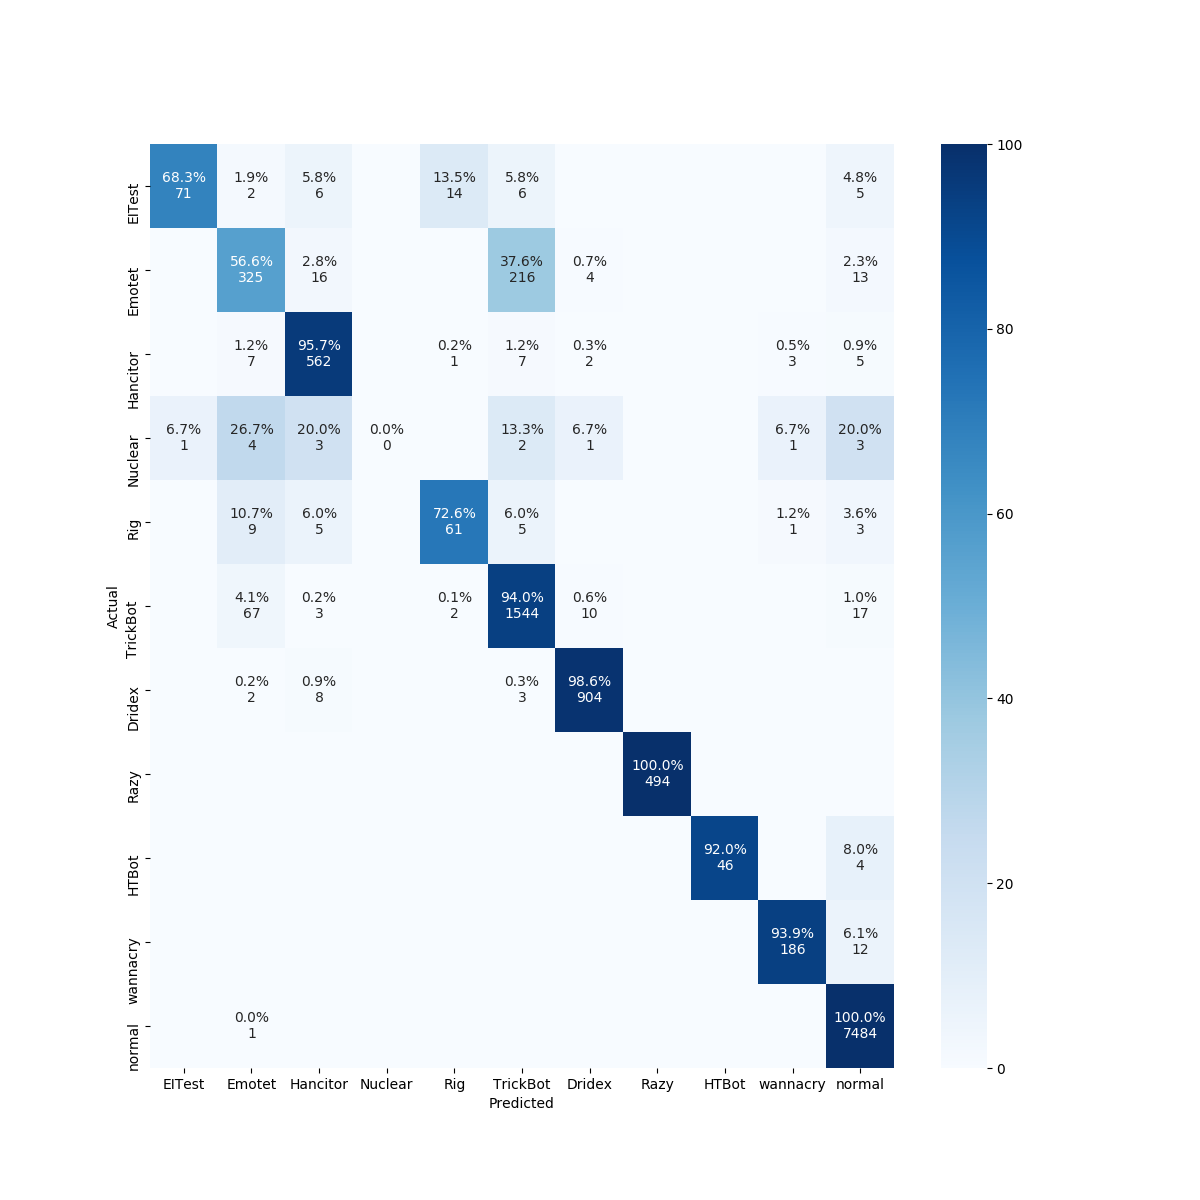 100
EITest 68.3% 1.9% 5.8% 13.5% 5.8% 4.8%
71 2 6 14 6 5
Emotet 56.6% 2.8% 37.6% 0.7% 2.3%
325 16 216 4 13
80
Hancitor 1.2% 95.7% 0.2% 1.2% 0.3% 0.5% 0.9%
7 562 1 7 2 3 5
Nuclear 6.7% 26.7% 20.0% 0.0% 13.3% 6.7% 6.7% 20.0%
1 4 3 0 2 1 1 3
60
Rig 10.7% 6.0% 72.6% 6.0% 1.2% 3.6%
9 5 61 5 1 3
Actual
TrickBot 4.1% 0.2% 0.1% 94.0% 0.6% 1.0%
67 3 2 1544 10 17
40
Dridex 0.2% 0.9% 0.3% 98.6%
2 8 3 904
Razy 100.0%
494
20
HTBot 92.0% 8.0%
46 4
wannacry 93.9% 6.1%
186 12
normal 0.0% 100.0%
1 7484
0
EITest Emotet Hancitor Nuclear Rig TrickBot Dridex Razy HTBot wannacry normal
Predicted